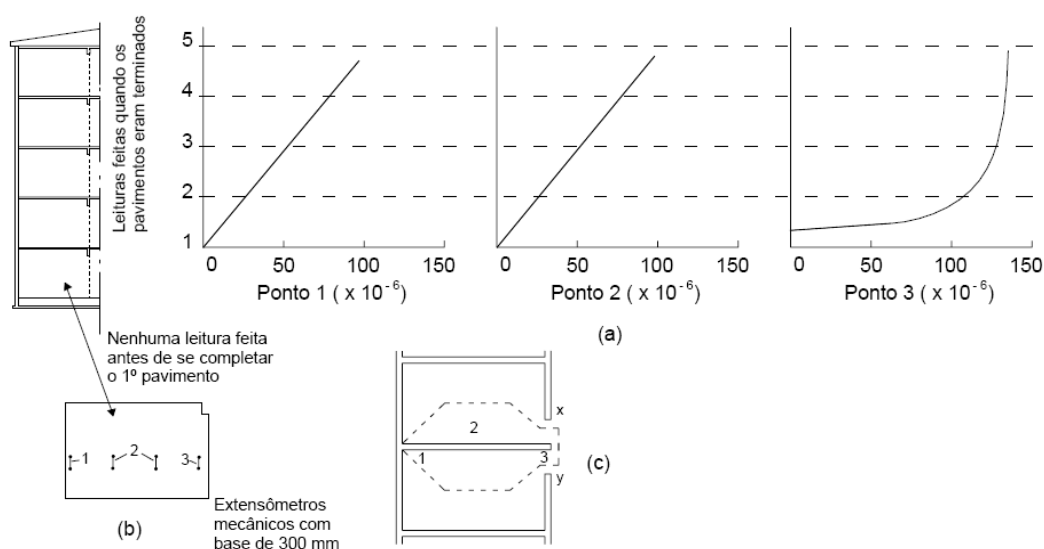 Leituras feitas quando os
pavimentos eram terminados
5
4
3
2
1
0 50 100 150
Ponto 1 ( x 10⁻⁶)
0 50 100 150
Ponto 2 ( x 10⁻⁶)
0 50 100 150
Ponto 3 ( x 10⁻⁶)
(a)
Nenhuma leitura feita
antes de se completar
o 1º pavimento
1 2 3
(b)
Extensômetros
mecânicos com
base de 300 mm
x
2
1 3
y
(c)